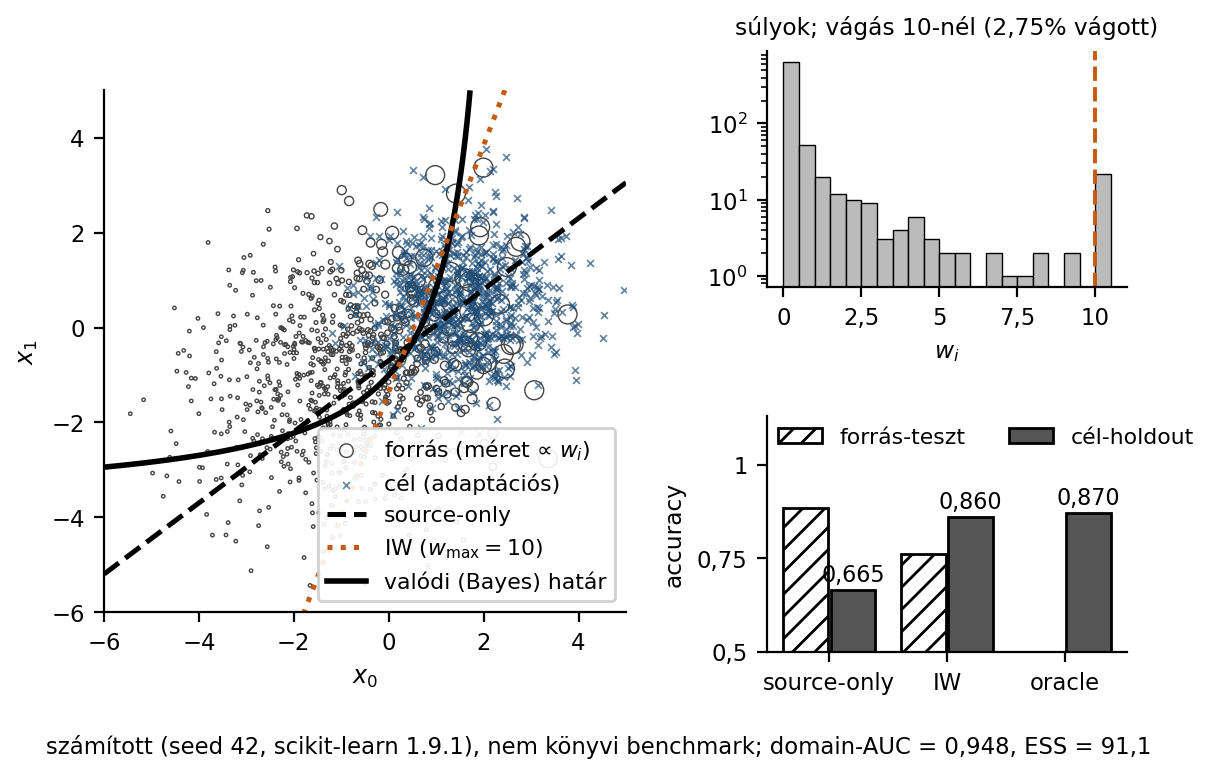 súlyok; vágás 10-nél (2,75% vágott)
10²
10¹
10⁰
0 2,5 5 7,5 10
wᵢ
4
2
0
−2
−4
−6
x₁
−6 −4 −2 0 2 4
x₀
forrás (méret ∝ wᵢ)
cél (adaptációs)
source-only
IW (w_max = 10)
valódi (Bayes) határ
forrás-teszt cél-holdout
1
0,75
0,5
accuracy
0,665
0,860
0,870
source-only IW oracle
számított (seed 42, scikit-learn 1.9.1), nem könyvi benchmark; domain-AUC = 0,948, ESS = 91,1